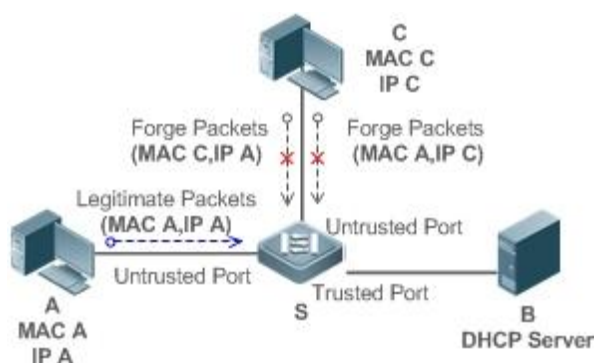 C
MAC C
IP C
Forge Packets
(MAC C,IP A)
Forge Packets
(MAC A,IP C)
Legitimate Packets
(MAC A,IP A)
Untrusted Port
Untrusted Port
S
Trusted Port
A
MAC A
IP A
B
DHCP Server